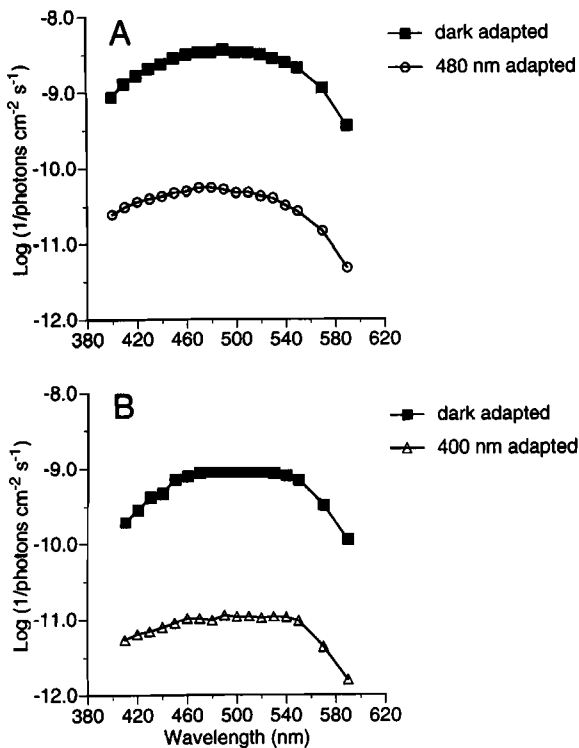 A
-8.0
-9.0
-10.0
-11.0
-12.0
Log (1/photons cm-2 s-1)
380 420 460 500 540 580 620
dark adapted
480 nm adapted
B
-8.0
-9.0
-10.0
-11.0
-12.0
Log (1/photons cm-2 s-1)
380 420 460 500 540 580 620
Wavelength (nm)
dark adapted
400 nm adapted